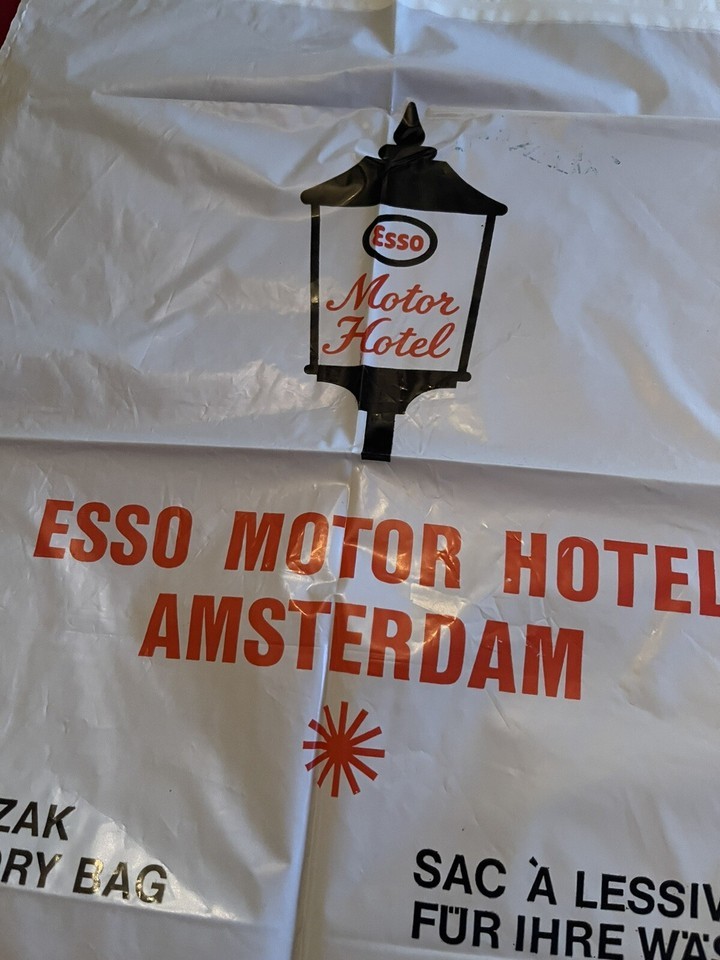 Esso
Motor
Hotel
ESSO MOTOR HOTEL
AMSTERDAM
ZAK
RY BAG
SAC À LESSIV
FÜR IHRE WÄS